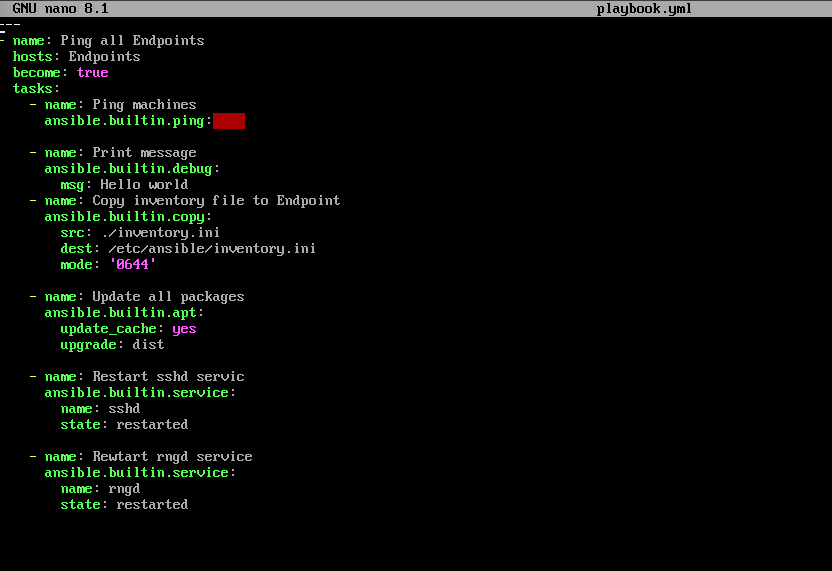 GNU nano 8.1 playbook.yml
---
- name: Ping all Endpoints
  hosts: Endpoints
  become: true
  tasks:
    - name: Ping machines
      ansible.builtin.ping:

    - name: Print message
      ansible.builtin.debug:
        msg: Hello world
    - name: Copy inventory file to Endpoint
      ansible.builtin.copy:
        src: ./inventory.ini
        dest: /etc/ansible/inventory.ini
        mode: '0644'

    - name: Update all packages
      ansible.builtin.apt:
        update_cache: yes
        upgrade: dist

    - name: Restart sshd servic
      ansible.builtin.service:
        name: sshd
        state: restarted

    - name: Rewtart rngd service
      ansible.builtin.service:
        name: rngd
        state: restarted